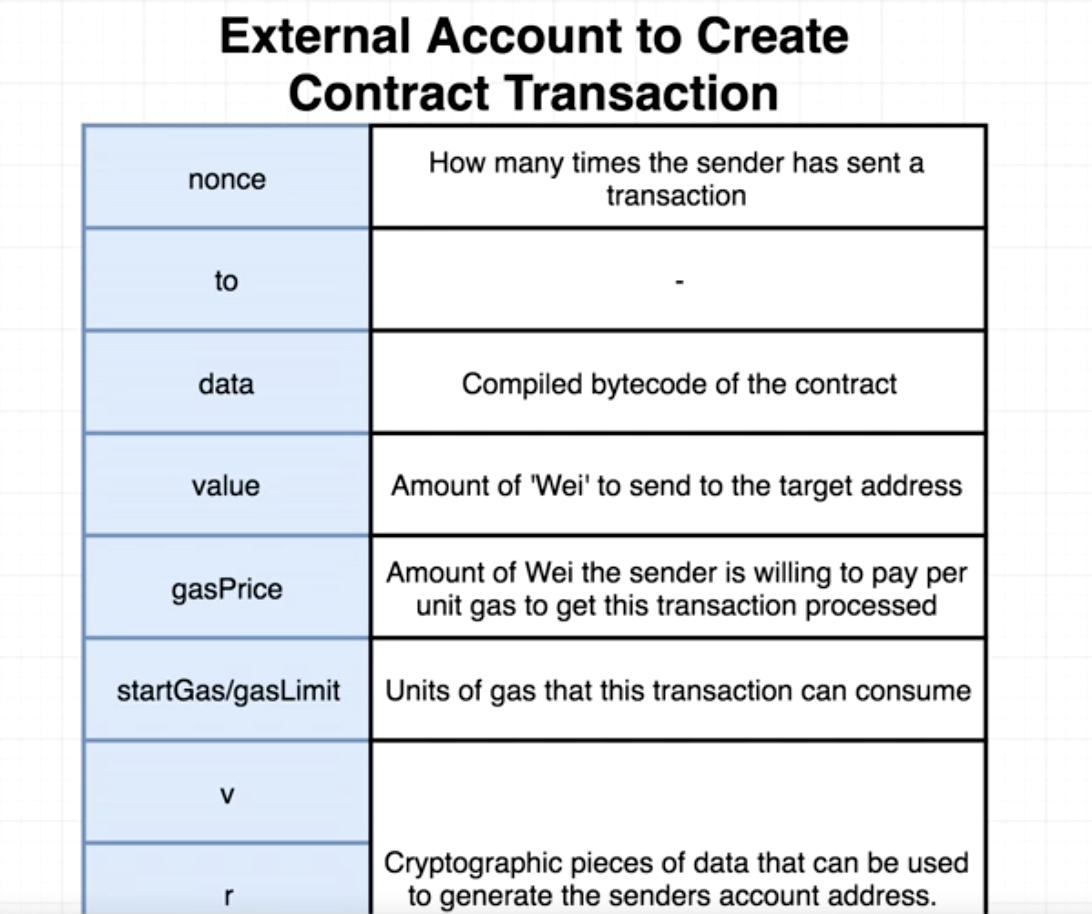 External Account to Create
Contract Transaction
nonce
How many times the sender has sent a
transaction
to
-
data
Compiled bytecode of the contract
value
Amount of 'Wei' to send to the target address
gasPrice
Amount of Wei the sender is willing to pay per
unit gas to get this transaction processed
startGas/gasLimit
Units of gas that this transaction can consume
v
r
Cryptographic pieces of data that can be used
to generate the senders account address.